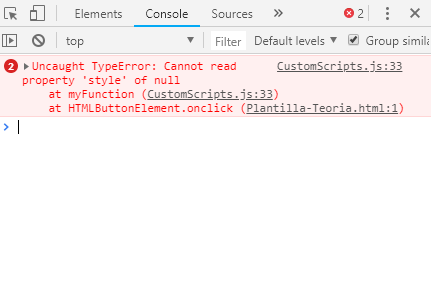 Elements Console Sources » 2
top Filter Default levels Group simila
2 Uncaught TypeError: Cannot read CustomScripts.js:33
property 'style' of null
at myFunction (CustomScripts.js:33)
at HTMLButtonElement.onclick (Plantilla-Teoria.html:1)
>